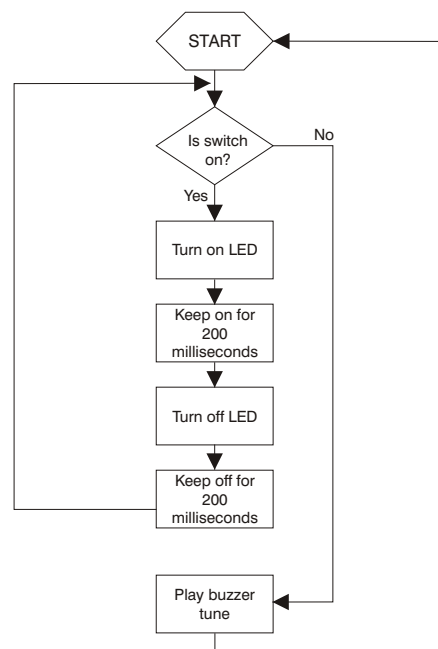 START
Is switch
on?
No
Yes
Turn on LED
Keep on for
200
milliseconds
Turn off LED
Keep off for
200
milliseconds
Play buzzer
tune